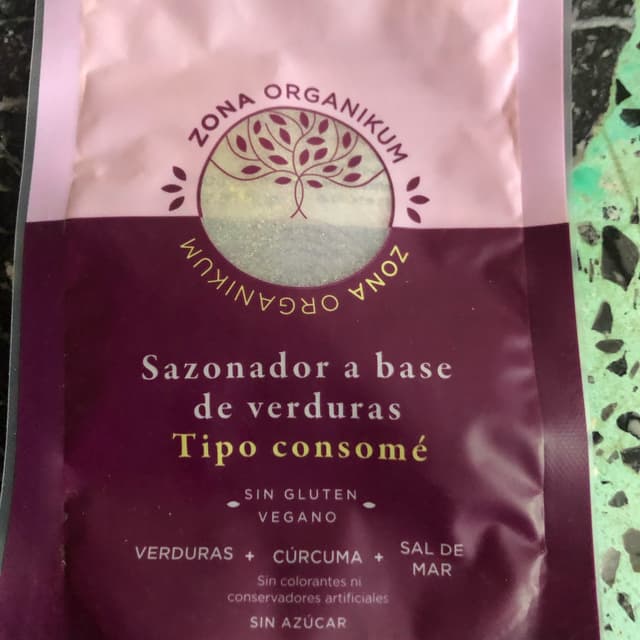 ZONA ORGANIKUM
ZONA ORGANIKUM
Sazonador a base
de verduras
Tipo consomé
SIN GLUTEN
VEGANO
VERDURAS + CÚRCUMA + SAL DE MAR
Sin colorantes ni
conservadores artificiales
SIN AZÚCAR